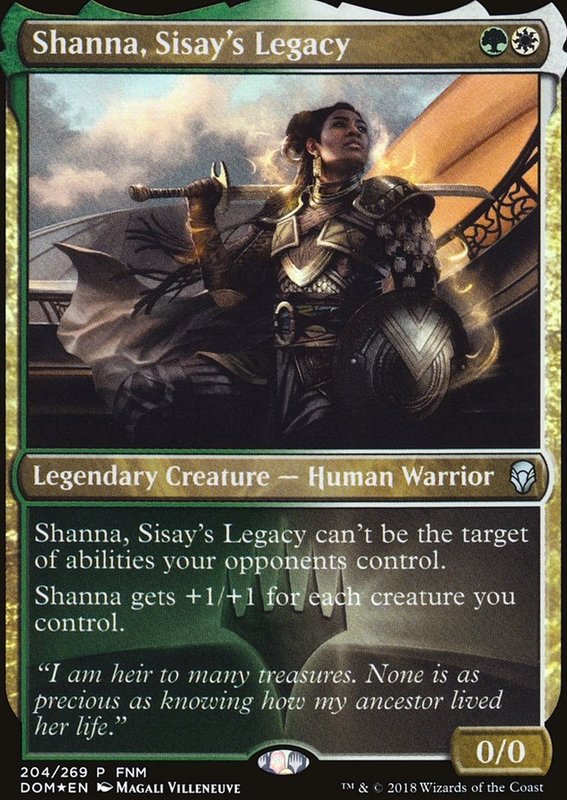 Shanna, Sisay's Legacy
Legendary Creature — Human Warrior
Shanna, Sisay's Legacy can't be the target
of abilities your opponents control.
Shanna gets +1/+1 for each creature you
control.
"I am heir to many treasures. None is as
precious as knowing how my ancestor lived
her life."
0/0
204/269 P FNM
DOM★EN Magali Villeneuve
™ & © 2018 Wizards of the Coast